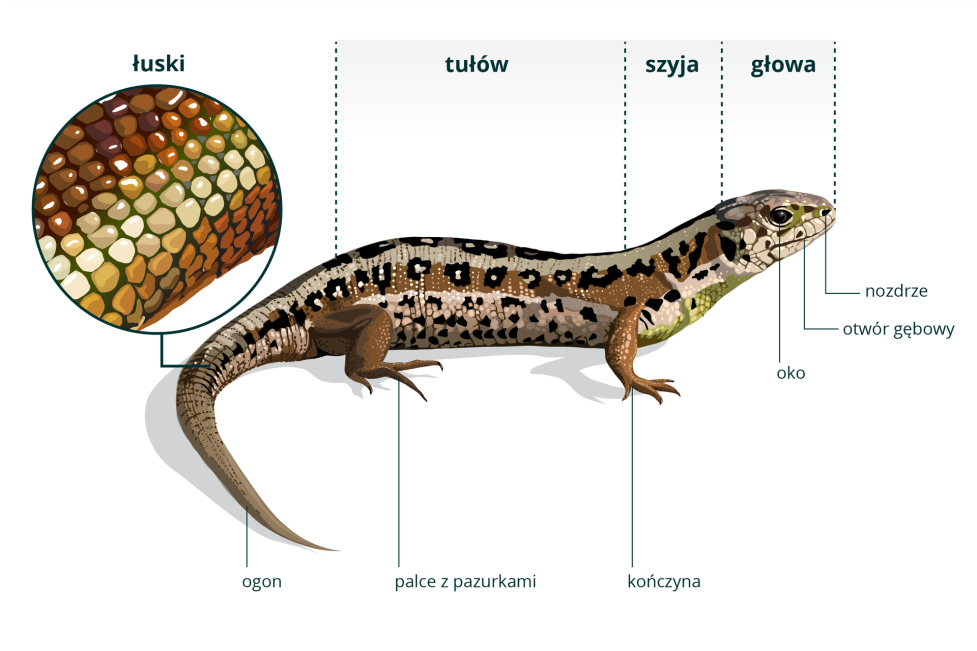 łuski
tułów
szyja
głowa
nozdrze
otwór gębowy
oko
ogon
palce z pazurkami
kończyna